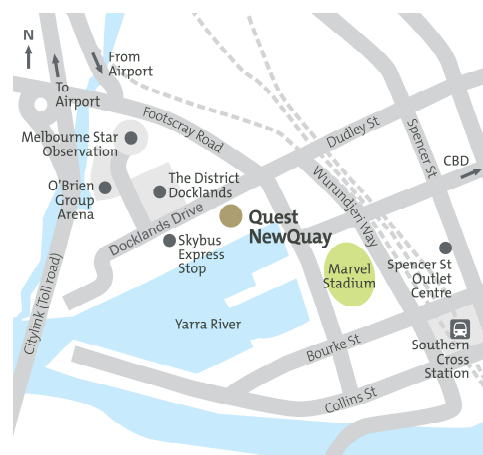 N
From
Airport
To
Airport
Footscray Road
Dudley St
Spencer St
CBD
Melbourne Star
Observation
The District
Docklands
O'Brien
Group
Arena
Docklands Drive
Quest
NewQuay
Wurundjeri Way
Skybus
Express
Stop
Marvel
Stadium
Spencer St
Outlet
Centre
Citylink (Toli road)
Yarra River
Bourke St
Southern
Cross
Station
Collins St